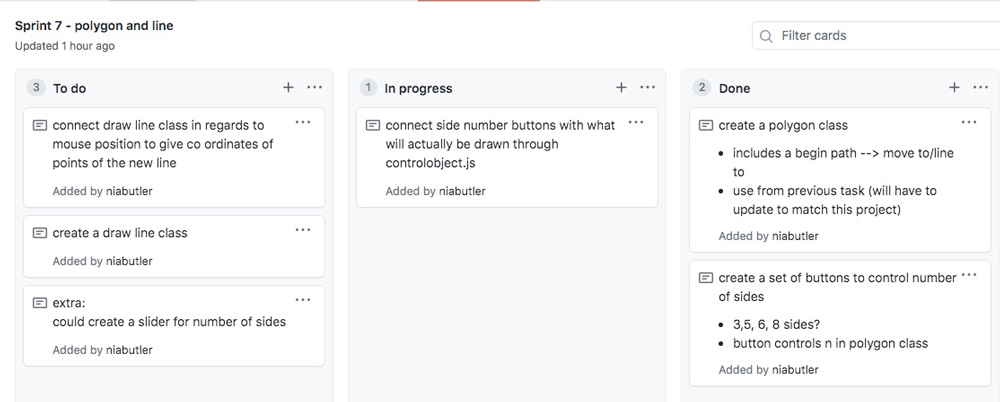 Sprint 7 - polygon and line
Updated 1 hour ago
Filter cards
3 To do
connect draw line class in regards to
mouse position to give co ordinates of
points of the new line
Added by niabutler
create a draw line class
Added by niabutler
extra:
could create a slider for number of sides
Added by niabutler
1 In progress
connect side number buttons with what
will actually be drawn through
controlobject.js
Added by niabutler
2 Done
create a polygon class
• includes a begin path --> move to/line
to
• use from previous task (will have to
update to match this project)
Added by niabutler
create a set of buttons to control number
of sides
• 3,5, 6, 8 sides?
• button controls n in polygon class
Added by niabutler